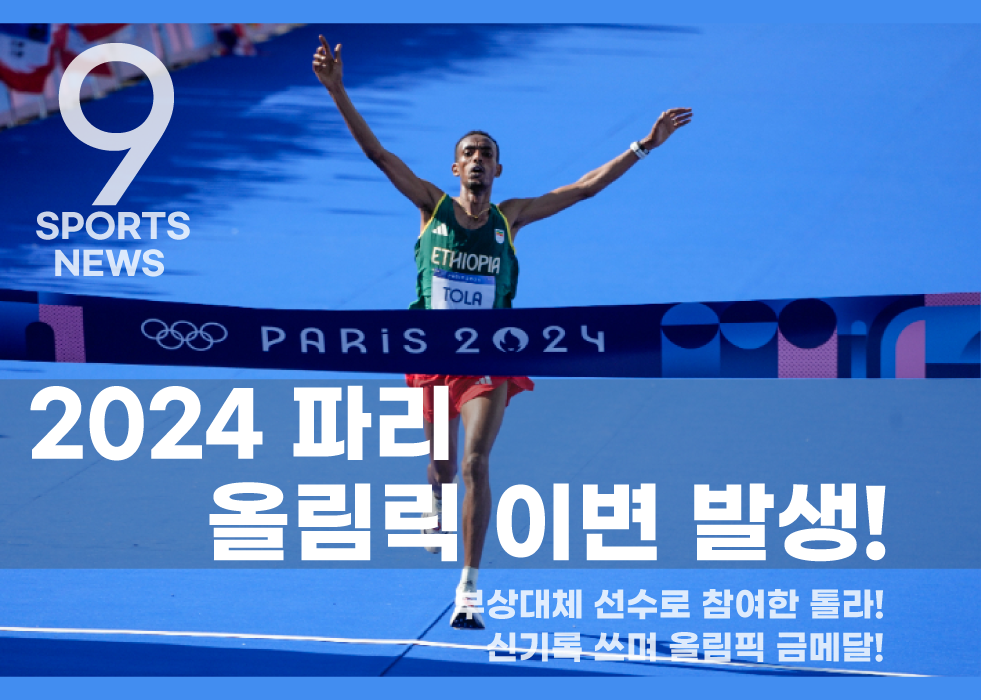 9
SPORTS
NEWS
ETHIOPIA
TOLA
PARIS 2024
2024 파리
올림릭 이변 발생!
부상대체 선수로 참여한 톨라!
신기록 쓰며 올림픽 금메달!